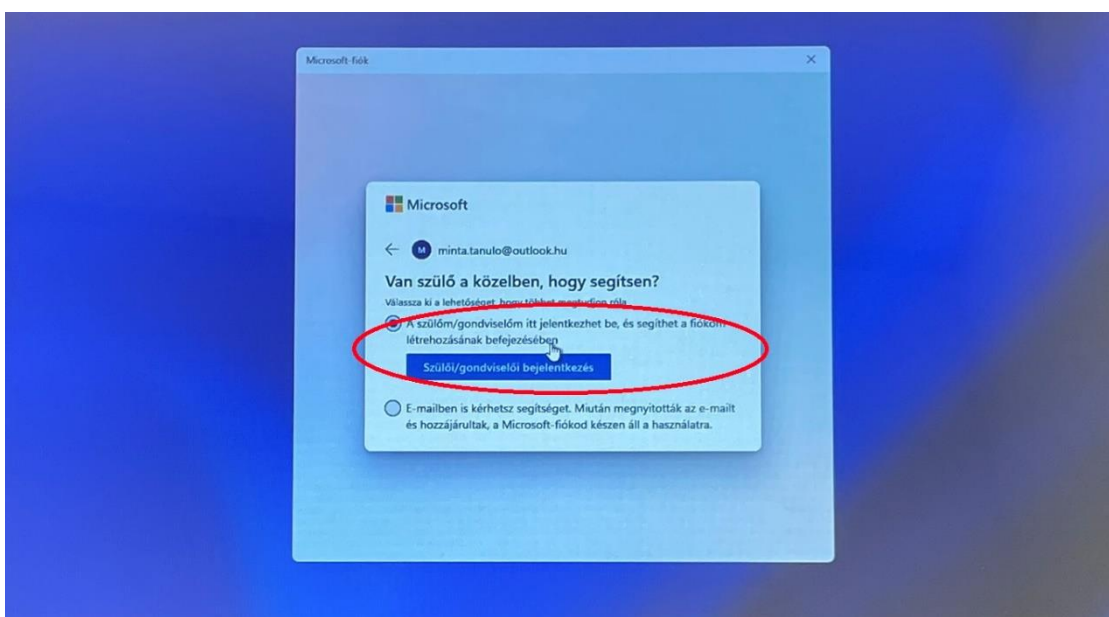 Microsoft-fiók
Microsoft
M minta.tanulo@outlook.hu
Van szülő a közelben, hogy segítsen?
Válassza ki a lehetőséget, hogy többet megtudjon róla
A szülőm/gondviselőm itt jelentkezhet be, és segíthet a fiókom
létrehozásának befejezésében
Szülői/gondviselői bejelentkezés
E-mailben is kérhetsz segítséget. Miután megnyitották az e-mailt
és hozzájárultak, a Microsoft-fiókod készen áll a használatra.